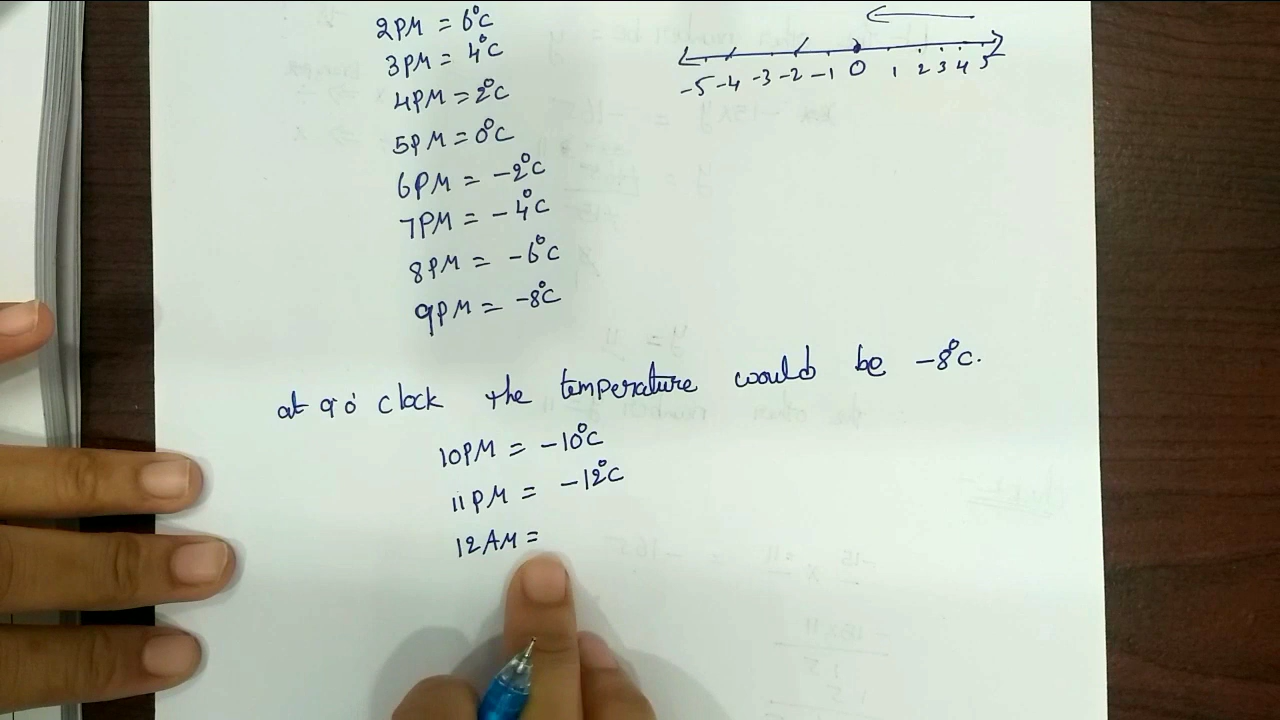 2PM = 6°C
3PM = 4°C
4PM = 2°C
5PM = 0°C
6PM = -2°C
7PM = -4°C
8PM = -6°C
9PM = -8°C
-5 -4 -3 -2 -1 0 1 2 3 4 5
at 9 o' clock the temperature would be -8°C.
10PM = -10°C
11PM = -12°C
12AM =